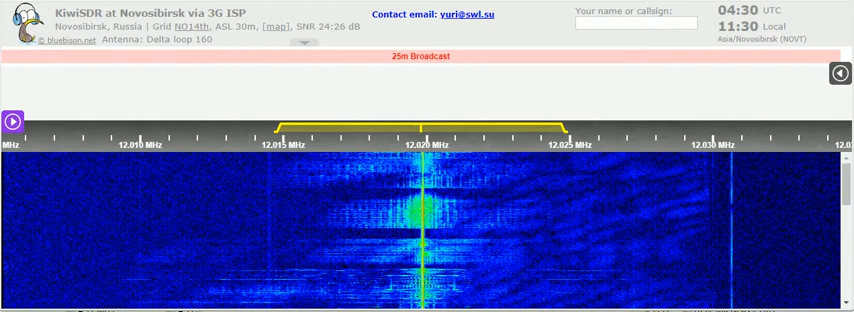 KiwiSDR at Novosibirsk via 3G ISP
Novosibirsk, Russia | Grid NO14th, ASL 30m, [map], SNR 24:26 dB
© bluebison.net Antenna: Delta loop 160
Contact email: yuri@swl.su
Your name or callsign:
04:30 UTC
11:30 Local
Asia/Novosibirsk (NOVT)
25m Broadcast
MHz 12.010 MHz 12.015 MHz 12.020 MHz 12.025 MHz 12.030 MHz